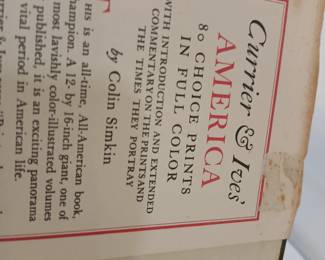 Currier & Ives'
AMERICA
80 CHOICE PRINTS
IN FULL COLOR
WITH INTRODUCTION AND EXTENDED
COMMENTARY ON THE PRINTS AND
THE TIMES THEY PORTRAY
by Colin Simkin
THIS is an all-time, All-American book,
hampion. A 12- by 16-inch giant, one of
most lavishly color-illustrated volumes
published, it is an exciting panorama
vital period in American life.